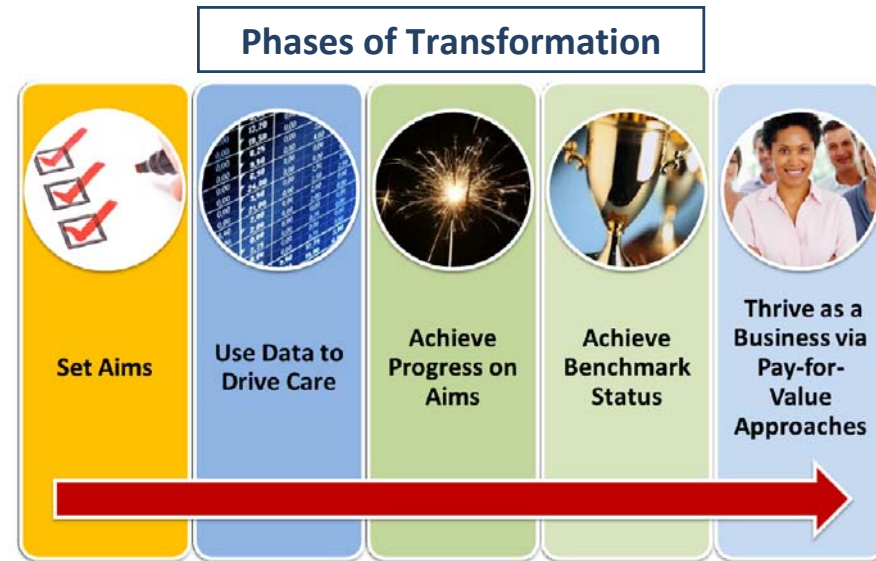 Phases of Transformation
Set Aims
Use Data to
Drive Care
Achieve
Progress on
Aims
Achieve
Benchmark
Status
Thrive as a
Business via
Pay-for-
Value
Approaches